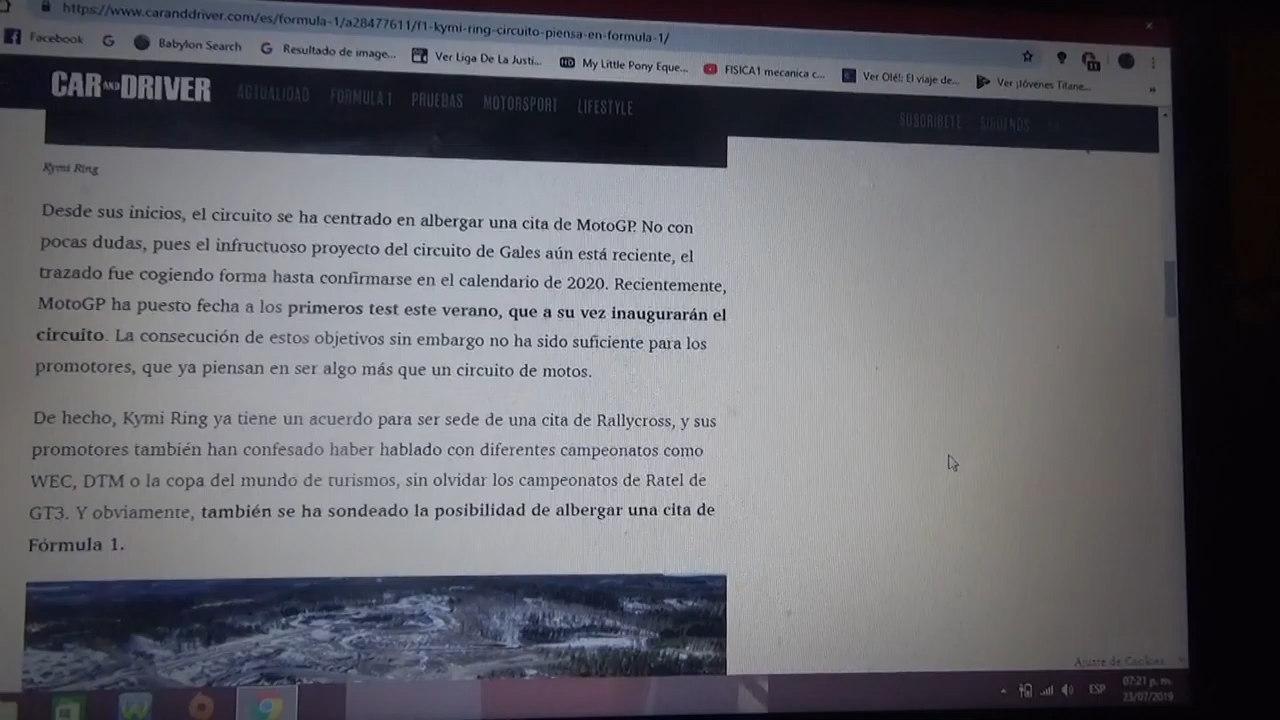 https://www.caranddriver.com/es/formula-1/a28477611/f1-kymi-ring-circuito-piensa-en-formula-1/
Facebook
Babylon Search
Resultado de image...
Ver Liga De La Justi...
My Little Pony Eque...
FISICA1 mecanica c...
Ver Olé!: El viaje de...
Ver ¡Jóvenes Titane...
»
CAR AND DRIVER
ACTUALIDAD FÓRMULA 1 PRUEBAS MOTORSPORT LIFESTYLE
SUSCRÍBETE SÍGUENOS
Kymi Ring
Desde sus inicios, el circuito se ha centrado en albergar una cita de MotoGP. No con
pocas dudas, pues el infructuoso proyecto del circuito de Gales aún está reciente, el
trazado fue cogiendo forma hasta confirmarse en el calendario de 2020. Recientemente,
MotoGP ha puesto fecha a los primeros test este verano, que a su vez inaugurarán el
circuito. La consecución de estos objetivos sin embargo no ha sido suficiente para los
promotores, que ya piensan en ser algo más que un circuito de motos.
De hecho, Kymi Ring ya tiene un acuerdo para ser sede de una cita de Rallycross, y sus
promotores también han confesado haber hablado con diferentes campeonatos como
WEC, DTM o la copa del mundo de turismos, sin olvidar los campeonatos de Ratel de
GT3. Y obviamente, también se ha sondeado la posibilidad de albergar una cita de
Fórmula 1.
Ajuste de Cookies
ESP
07:21 p. m.
23/07/2019